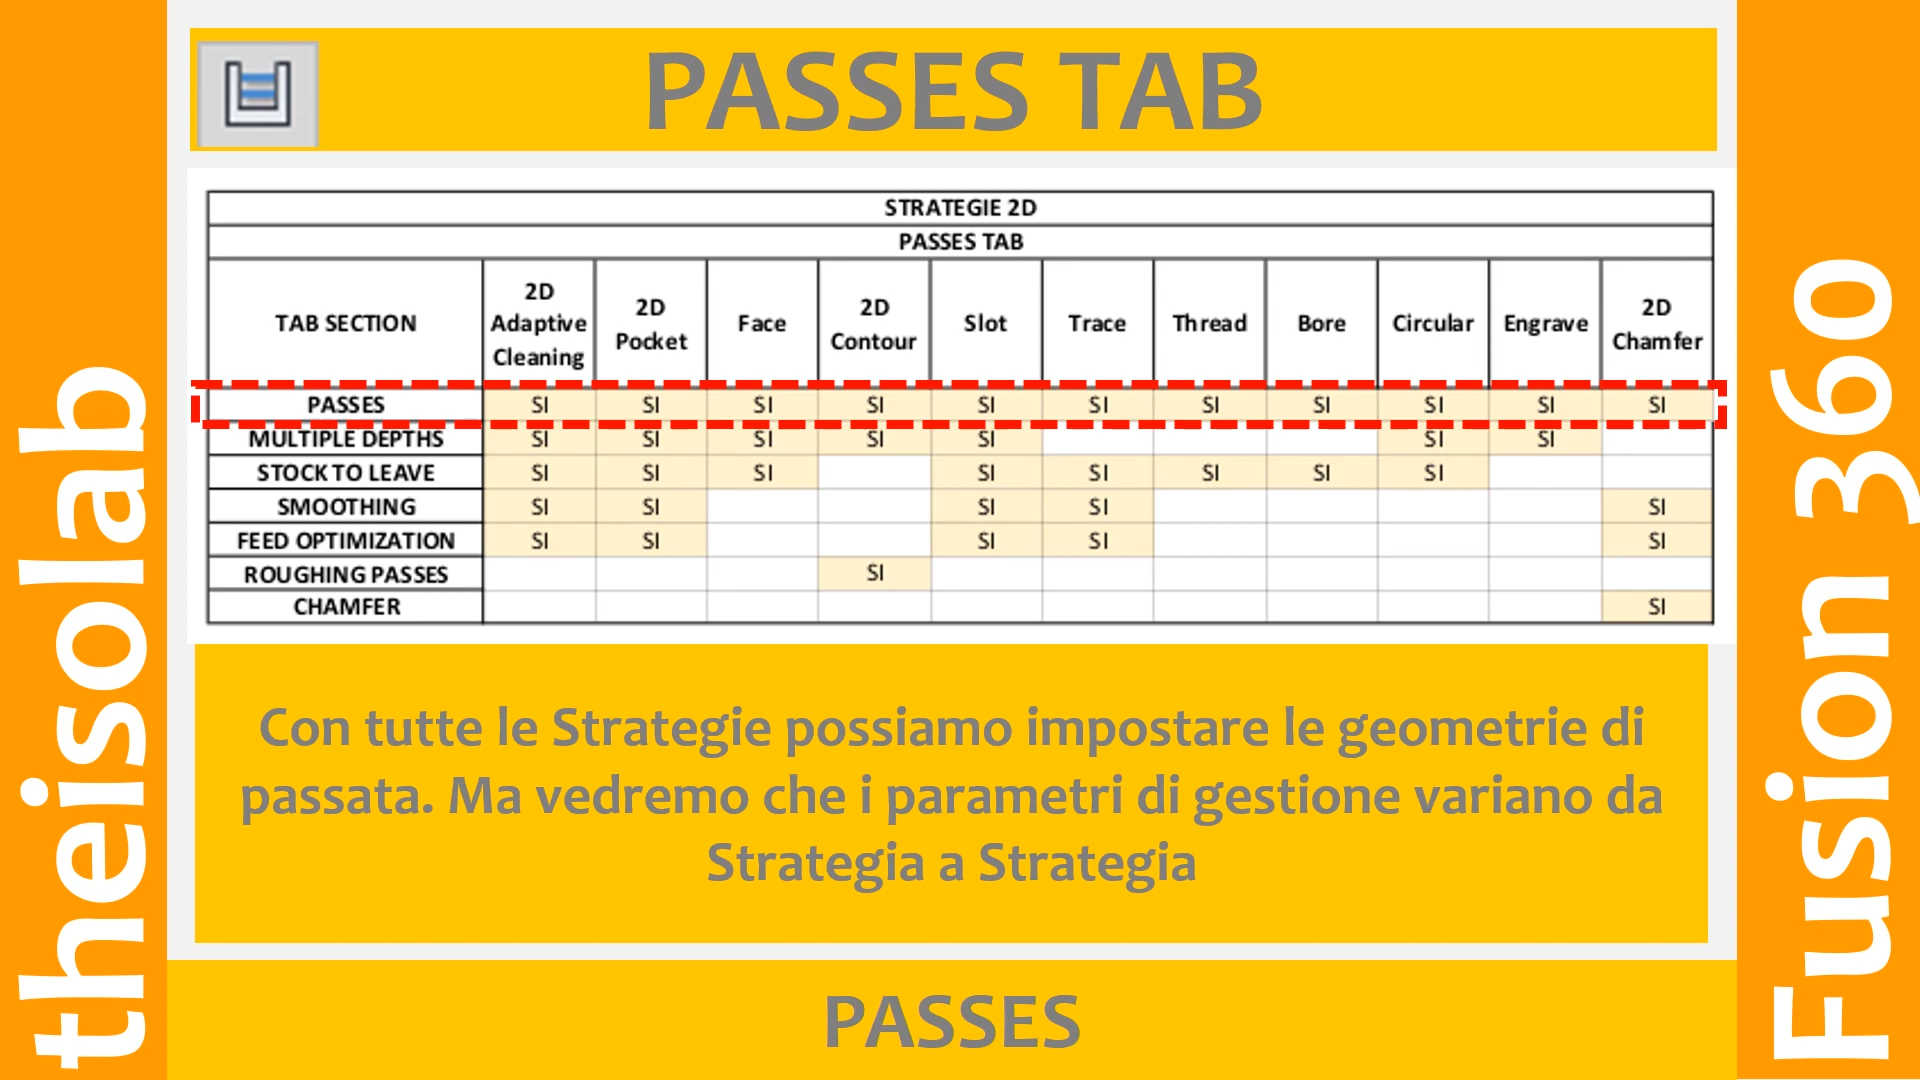 theisolab
PASSES TAB
STRATEGIE 2D
PASSES TAB
TAB SECTION 2D Adaptive Cleaning 2D Pocket Face 2D Contour Slot Trace Thread Bore Circular Engrave 2D Chamfer
PASSES SI SI SI SI SI SI SI SI SI SI SI
MULTIPLE DEPTHS SI SI SI SI SI SI SI
STOCK TO LEAVE SI SI SI SI SI SI SI SI
SMOOTHING SI SI SI SI SI
FEED OPTIMIZATION SI SI SI SI SI
ROUGHING PASSES SI
CHAMFER SI
Con tutte le Strategie possiamo impostare le geometrie di
passata. Ma vedremo che i parametri di gestione variano da
Strategia a Strategia
PASSES
Fusion 360